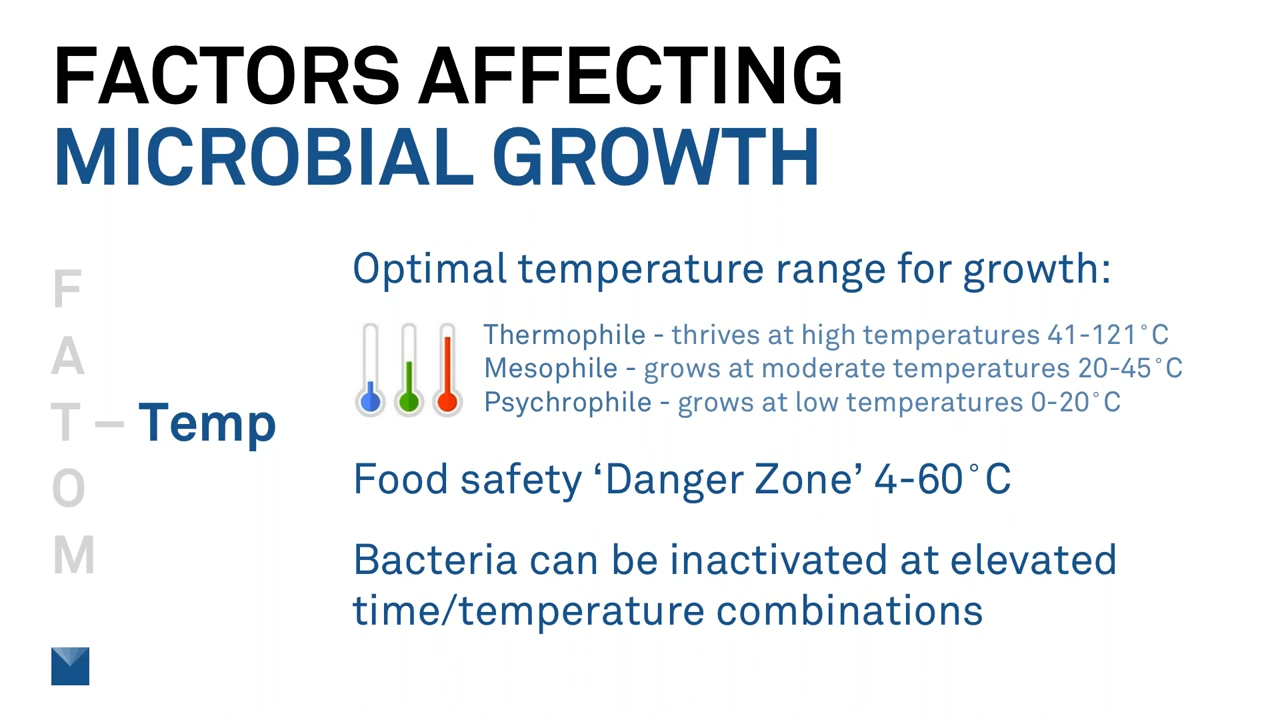 FACTORS AFFECTING
MICROBIAL GROWTH
F
A
T – Temp
O
M
Optimal temperature range for growth:
Thermophile - thrives at high temperatures 41-121°C
Mesophile - grows at moderate temperatures 20-45°C
Psychrophile - grows at low temperatures 0-20°C
Food safety ‘Danger Zone’ 4-60°C
Bacteria can be inactivated at elevated
time/temperature combinations